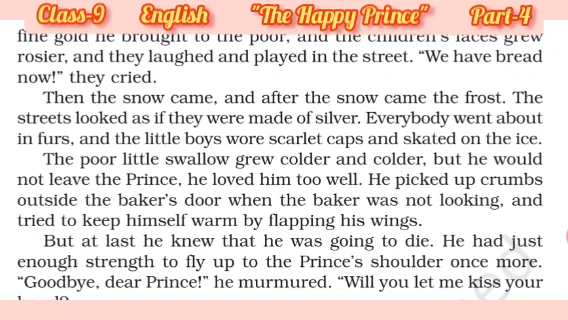 Class-9 English "The Happy Prince" Part-4
fine gold he brought to the poor, and the children's faces grew
rosier, and they laughed and played in the street. “We have bread
now!” they cried.
Then the snow came, and after the snow came the frost. The
streets looked as if they were made of silver. Everybody went about
in furs, and the little boys wore scarlet caps and skated on the ice.
The poor little swallow grew colder and colder, but he would
not leave the Prince, he loved him too well. He picked up crumbs
outside the baker’s door when the baker was not looking, and
tried to keep himself warm by flapping his wings.
But at last he knew that he was going to die. He had just
enough strength to fly up to the Prince’s shoulder once more.
“Goodbye, dear Prince!” he murmured. “Will you let me kiss your